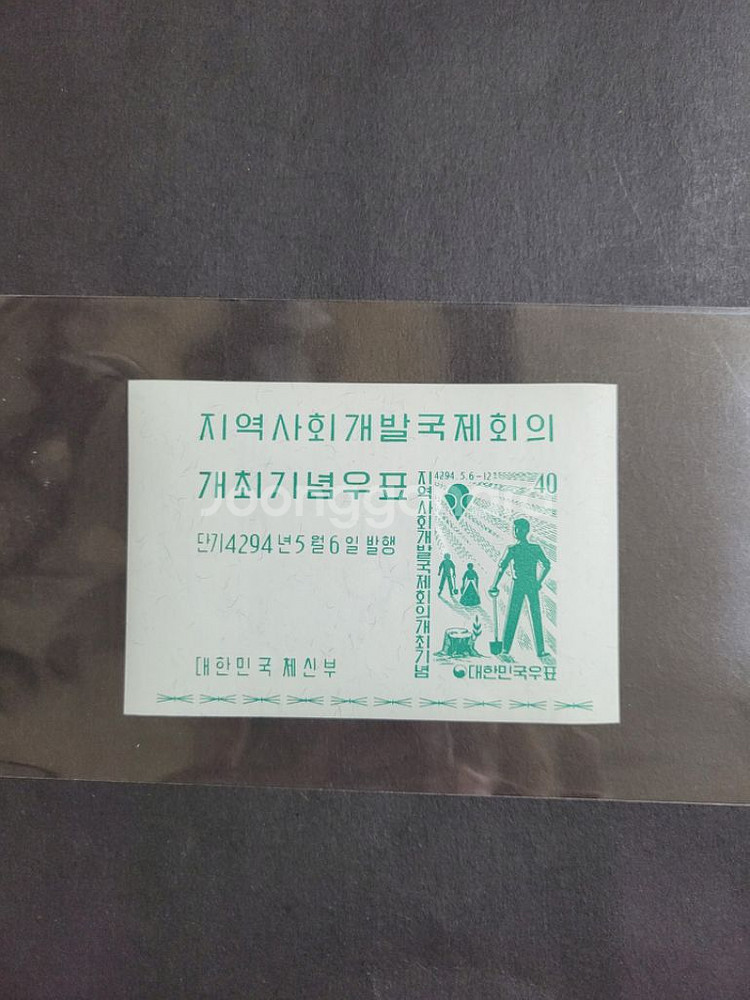 지역사회개발국제회의
개최기념우표
단기4294년5월6일 발행
대한민국 체신부
지역사회개발국제회의개최기념
4294. 5. 6-12
40
대한민국우표